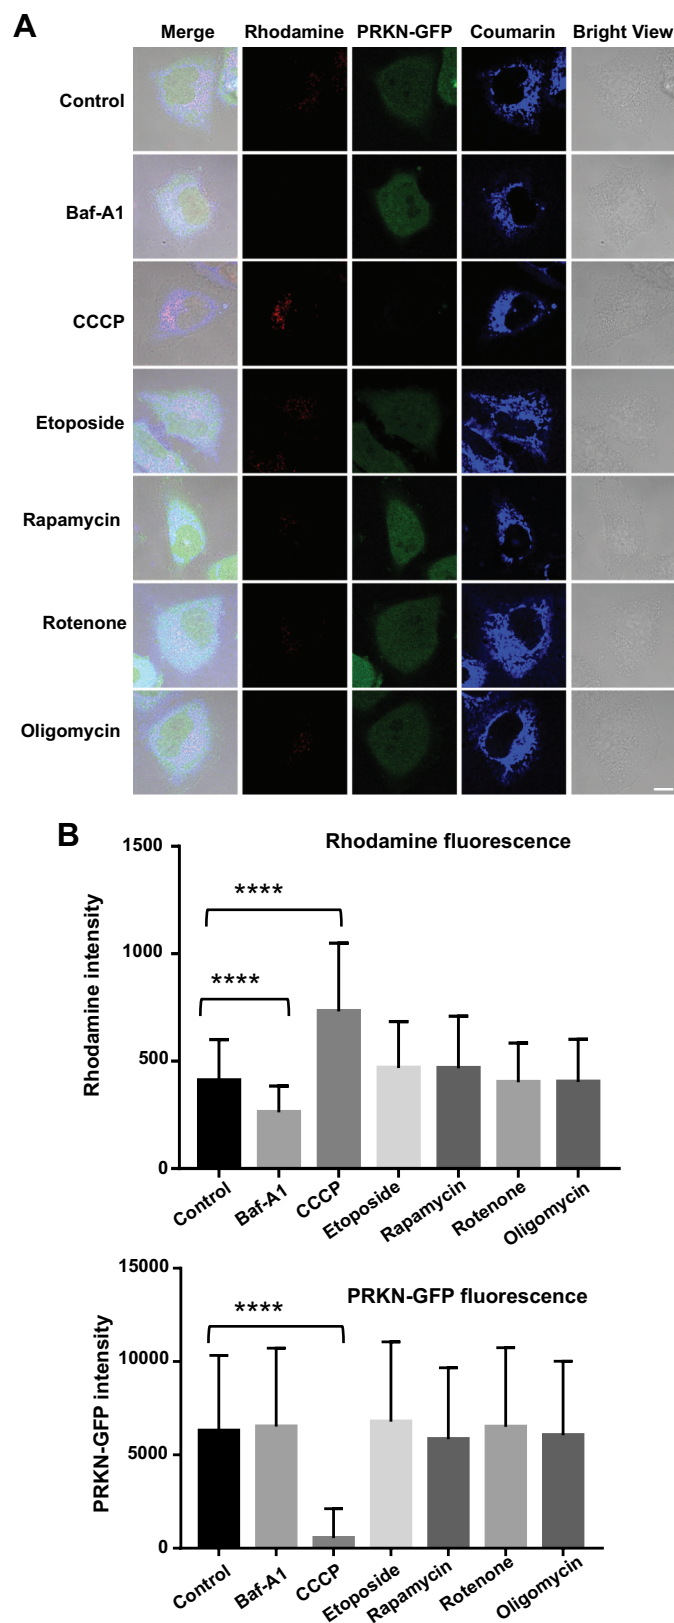 A
Merge Rhodamine PRKN-GFP Coumarin Bright View
Control
Baf-A1
CCCP
Etoposide
Rapamycin
Rotenone
Oligomycin
B
Rhodamine fluorescence
Rhodamine intensity
1500
1000
500
0
****
****
Control Baf-A1 CCCP Etoposide Rapamycin Rotenone Oligomycin
PRKN-GFP fluorescence
PRKN-GFP intensity
15000
10000
5000
0
****
Control Baf-A1 CCCP Etoposide Rapamycin Rotenone Oligomycin